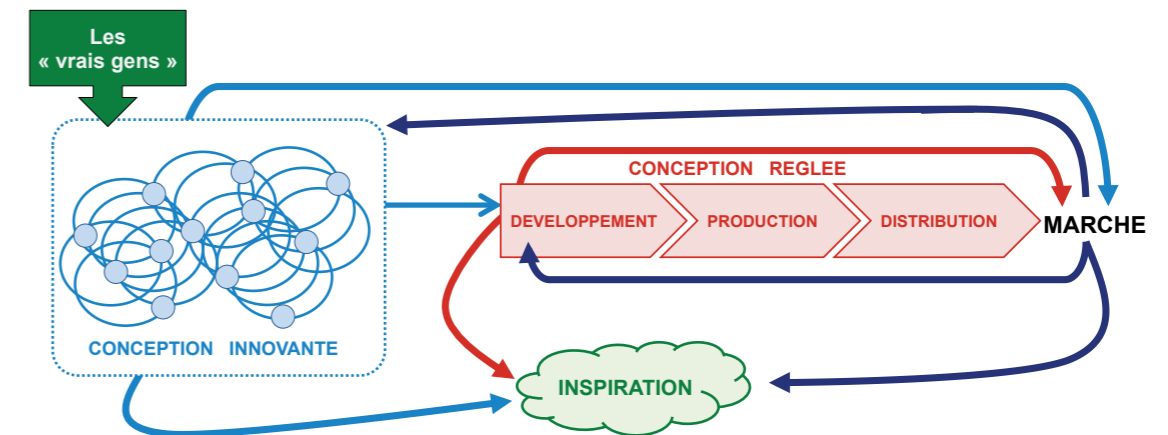 Les
« vrais gens »
CONCEPTION REGLEE
DEVELOPPEMENT
PRODUCTION
DISTRIBUTION
MARCHE
CONCEPTION INNOVANTE
INSPIRATION